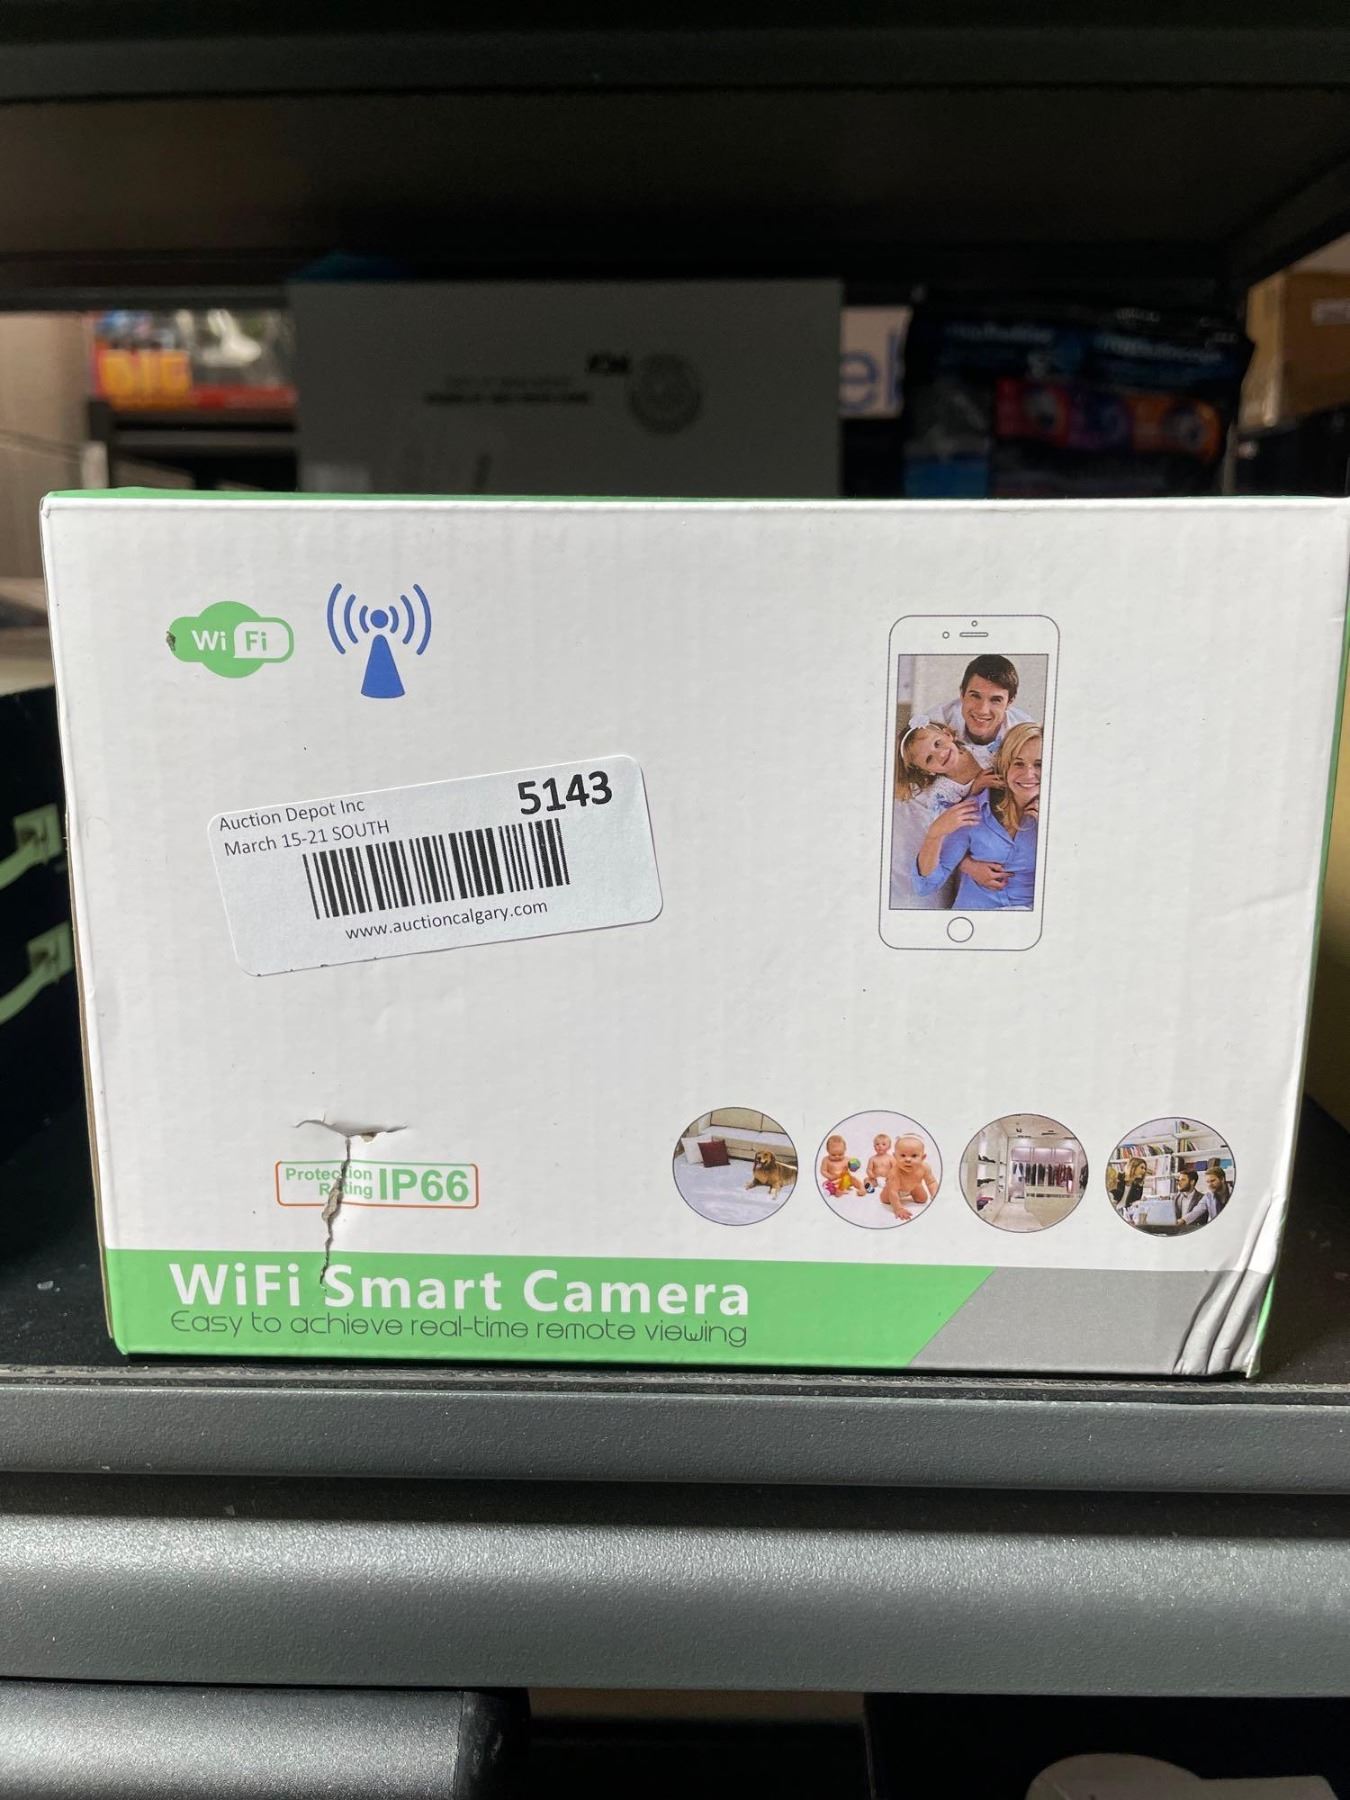 BIG
Wi Fi
Auction Depot Inc
5143
March 15-21 SOUTH
www.auctioncalgary.com
Protection
Rating
IP66
WiFi Smart Camera
Easy to achieve real-time remote viewing